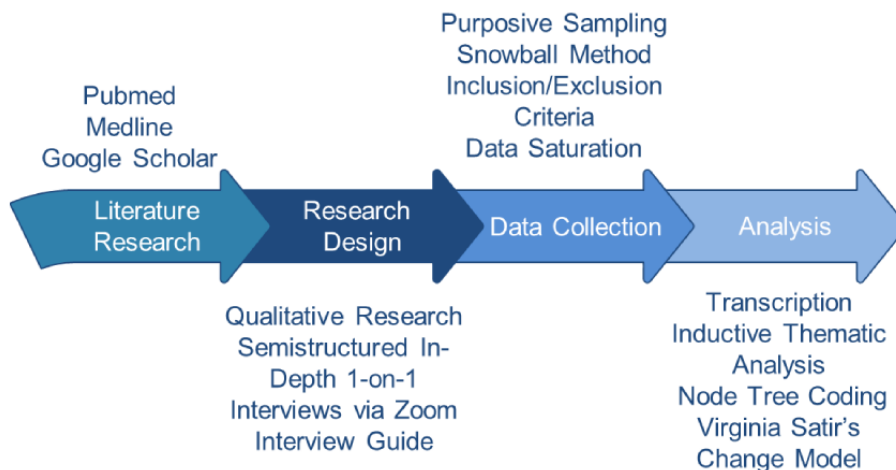 Pubmed
Medline
Google Scholar
Literature
Research
Research
Design
Qualitative Research
Semistructured In-
Depth 1-on-1
Interviews via Zoom
Interview Guide
Purposive Sampling
Snowball Method
Inclusion/Exclusion
Criteria
Data Saturation
Data Collection
Analysis
Transcription
Inductive Thematic
Analysis
Node Tree Coding
Virginia Satir's
Change Model